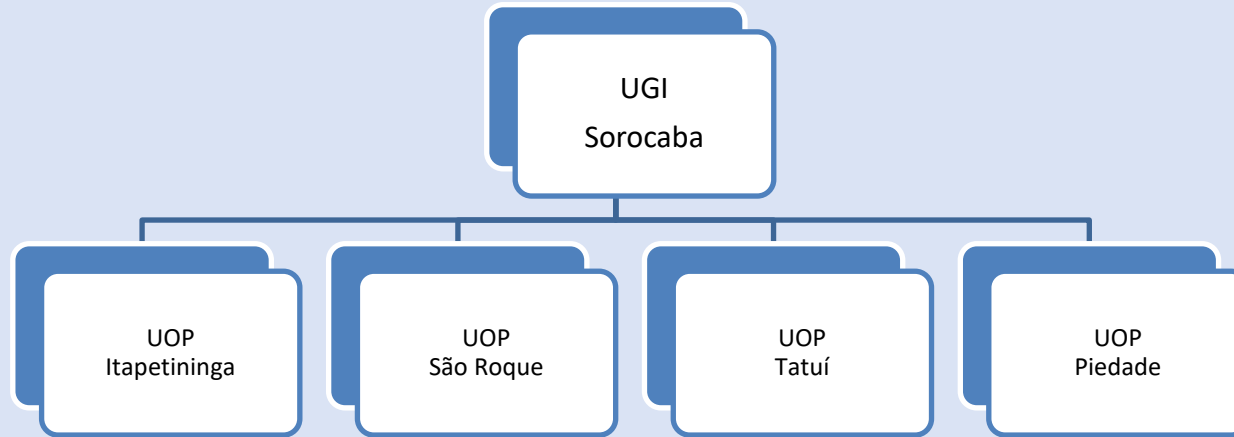 UGI
Sorocaba
UOP
Itapetininga
UOP
São Roque
UOP
Tatuí
UOP
Piedade